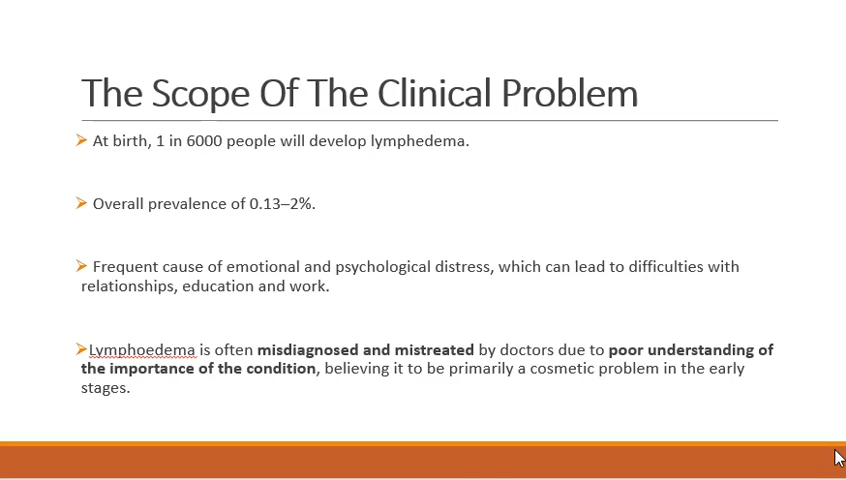 The Scope Of The Clinical Problem
At birth, 1 in 6000 people will develop lymphedema.
Overall prevalence of 0.13–2%.
Frequent cause of emotional and psychological distress, which can lead to difficulties with
relationships, education and work.
Lymphoedema is often misdiagnosed and mistreated by doctors due to poor understanding of
the importance of the condition, believing it to be primarily a cosmetic problem in the early
stages.